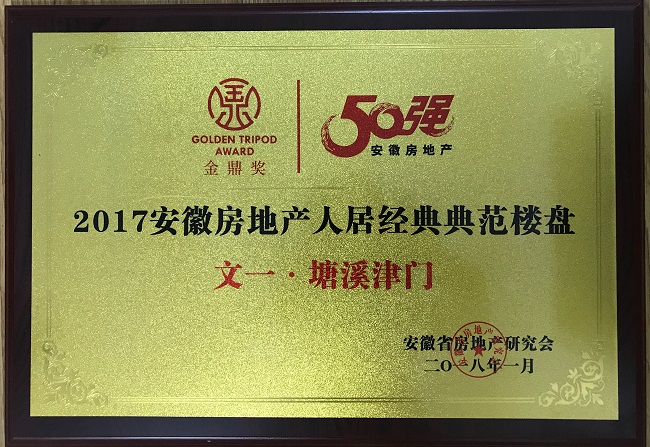 GOLDEN TRIPOD
AWARD
金鼎奖
50强
安徽房地产
2017安徽房地产人居经典典范楼盘
文一·塘溪津门
安徽省房地产研究会
二〇一八年一月